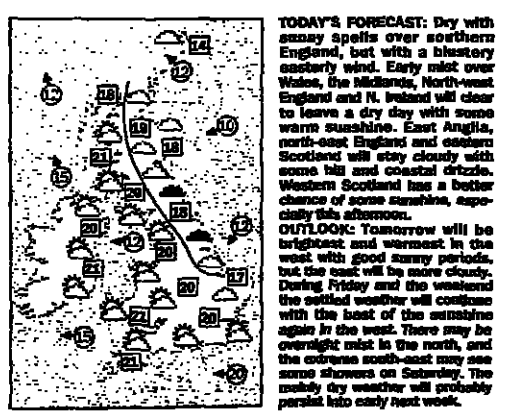 14
12
12
18
19
10
18
21
15
20
18
12
20
12
20
21
17
20
21
20
15
21
20
TODAY'S FORECAST: Dry with
sunny spells over southern
England, but with a blustery
easterly wind. Early mist over
Wales, the Midlands, North-west
England and N. Ireland will clear
to leave a dry day with some
warm sunshine. East Anglia,
north-east England and eastern
Scotland will stay cloudy with
some hill and coastal drizzle.
Western Scotland has a better
chance of some sunshine, espe-
cially this afternoon.
OUTLOOK: Tomorrow will be
brightest and warmest in the
west with good sunny periods,
but the east will be more cloudy.
During Friday and the weekend
the settled weather will continue
with the best of the sunshine
again in the west. There may be
overnight mist in the north, and
the extreme south-east may see
some showers on Saturday. The
mainly dry weather will probably
persist into early next week.